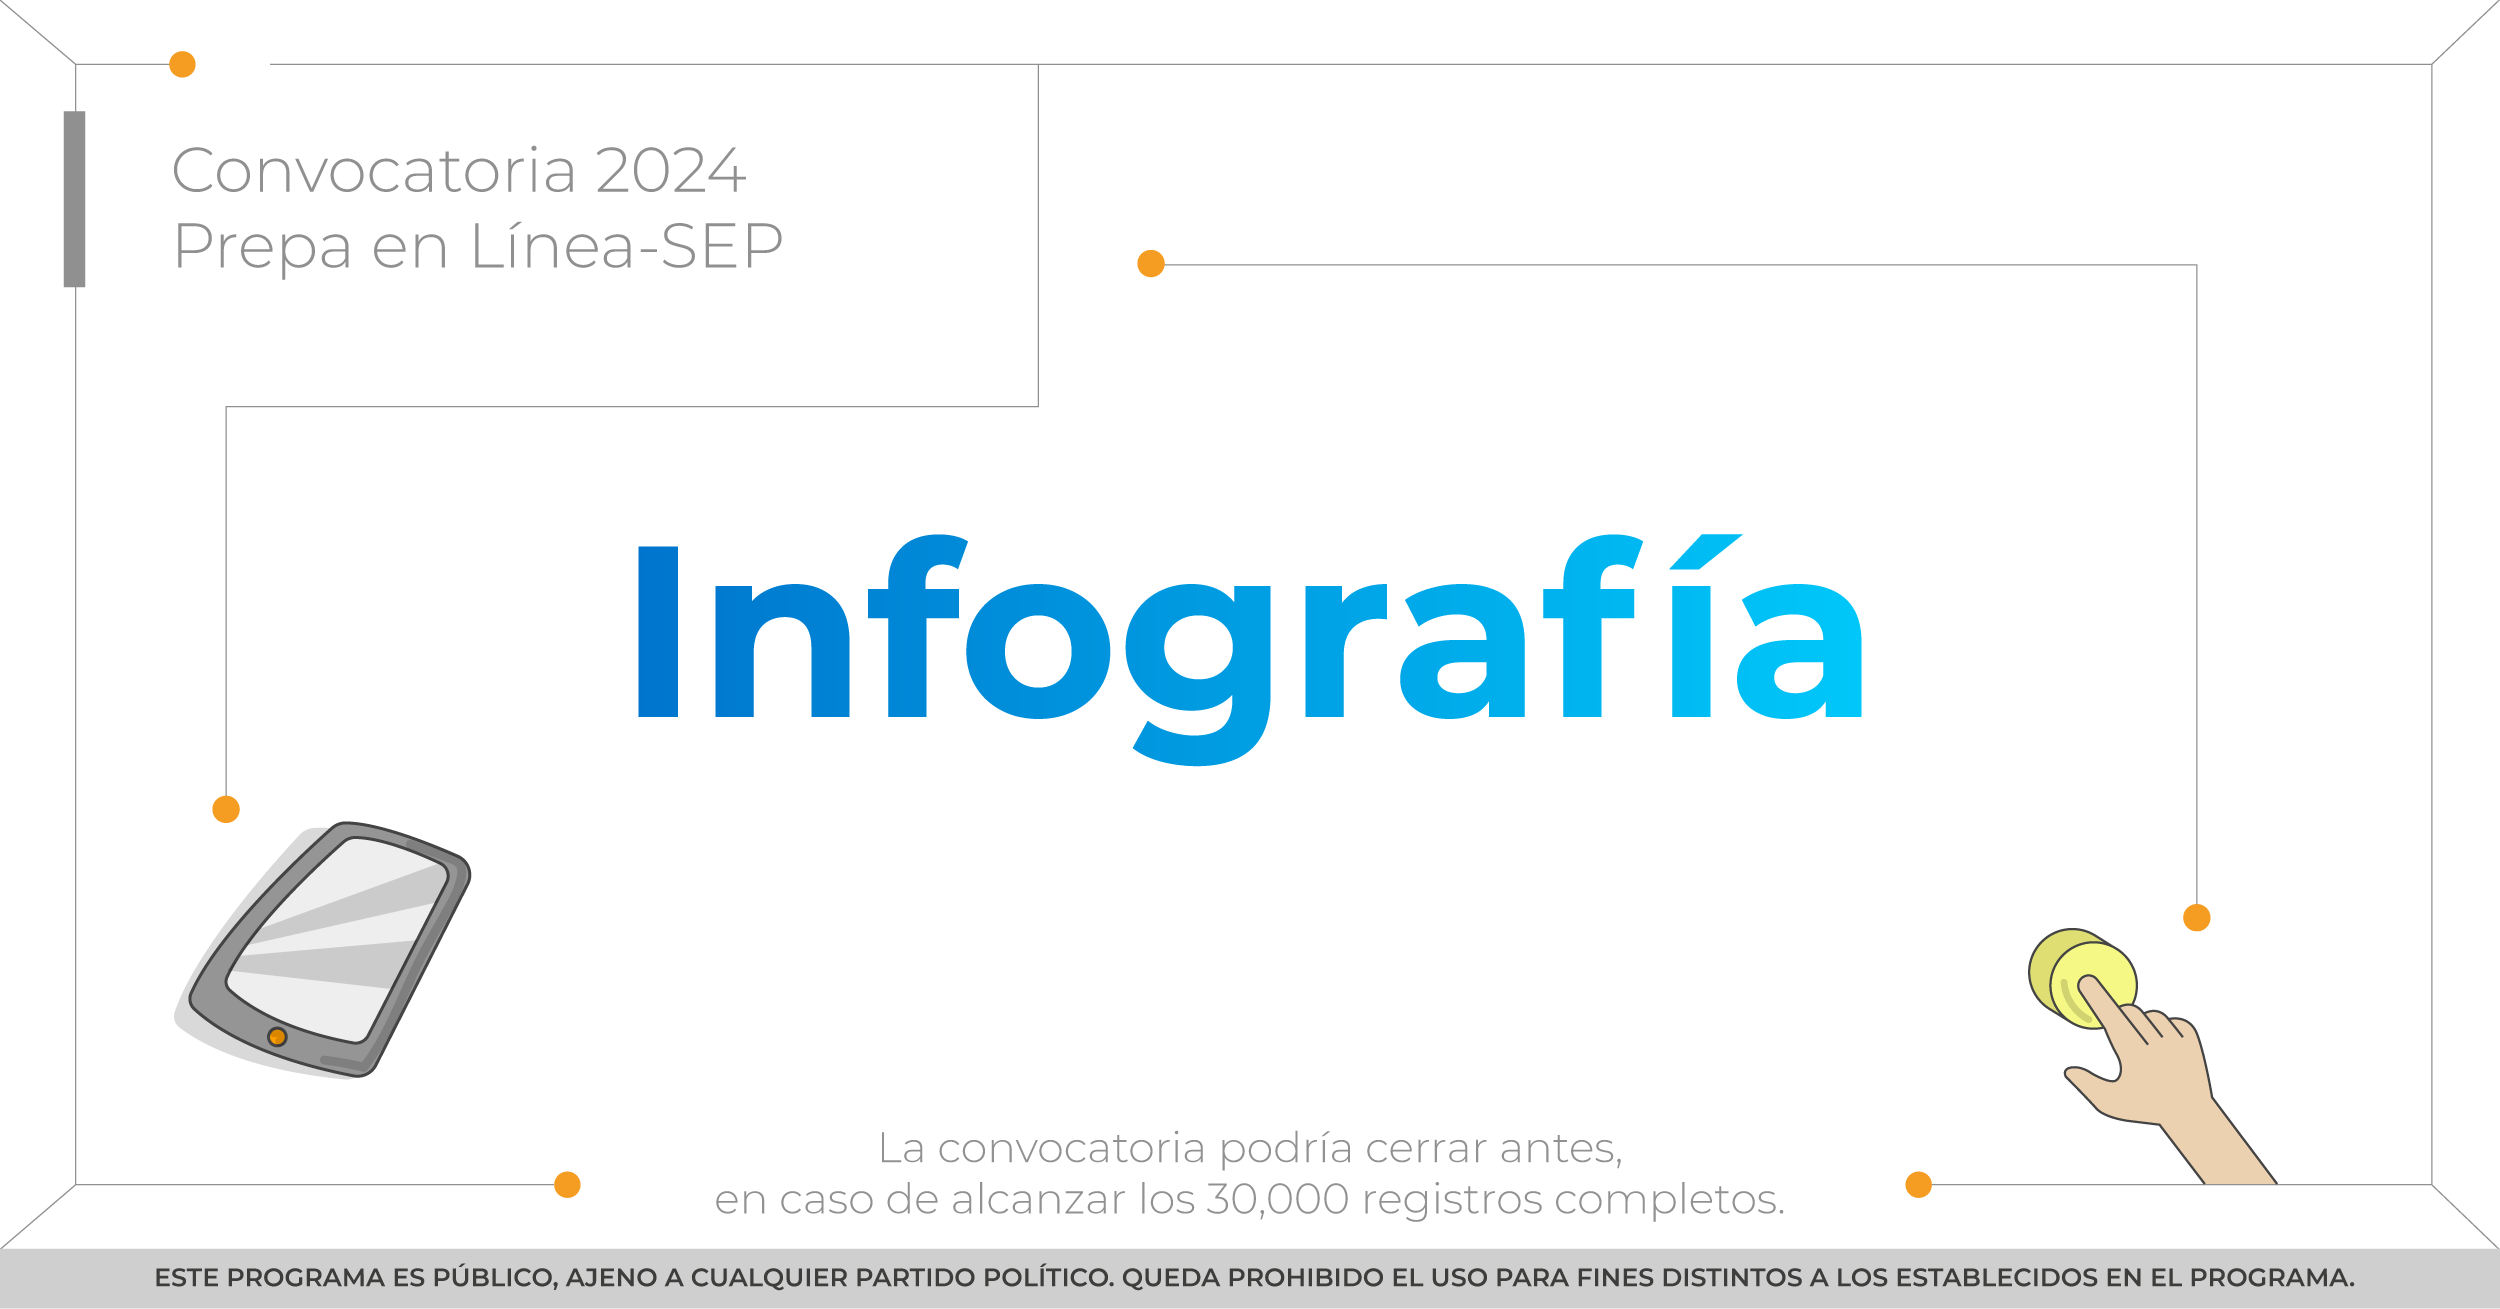 Convocatoria 2024
Prepa en Línea-SEP
Infografía
La convocatoria podría cerrar antes,
en caso de alcanzar los 30,000 registros completos.
ESTE PROGRAMA ES PÚBLICO, AJENO A CUALQUIER PARTIDO POLÍTICO. QUEDA PROHIBIDO EL USO PARA FINES DISTINTOS A LOS ESTABLECIDOS EN EL PROGRAMA.